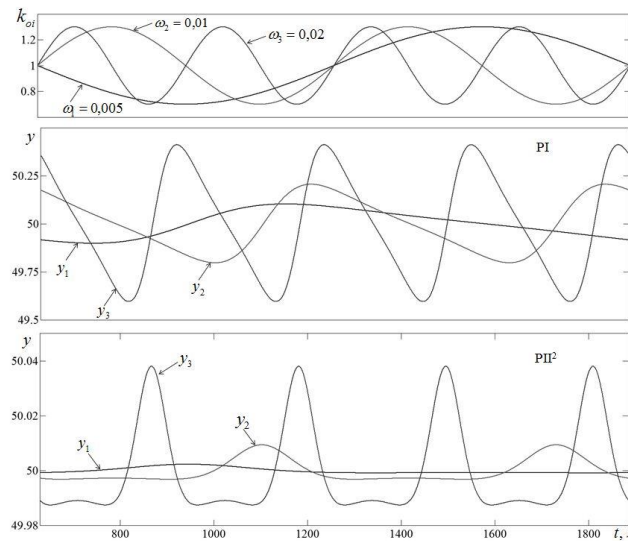 k_oi
ω₂ = 0,01
ω₃ = 0,02
1.2
1
0.8
ω₁ = 0,005
y
PI
50.25
50
49.75
49.5
y₁
y₃
y₂
y
PII²
50.04
50.02
50
49.98
y₃
y₁
y₂
800
1000
1200
1400
1600
1800
t,